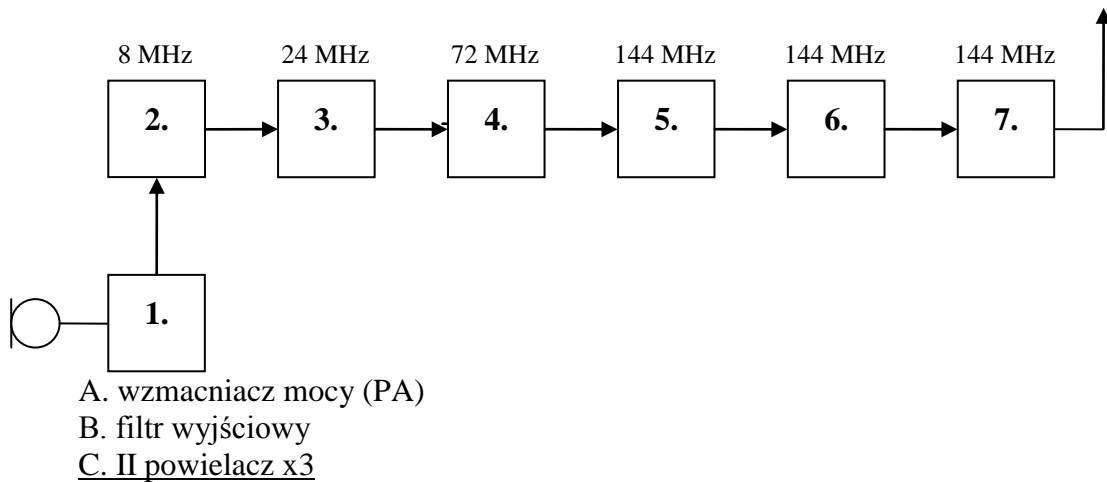 8 MHz 24 MHz 72 MHz 144 MHz 144 MHz 144 MHz
2. 3. 4. 5. 6. 7.
1.
A. wzmacniacz mocy (PA)
B. filtr wyjściowy
C. II powielacz x3